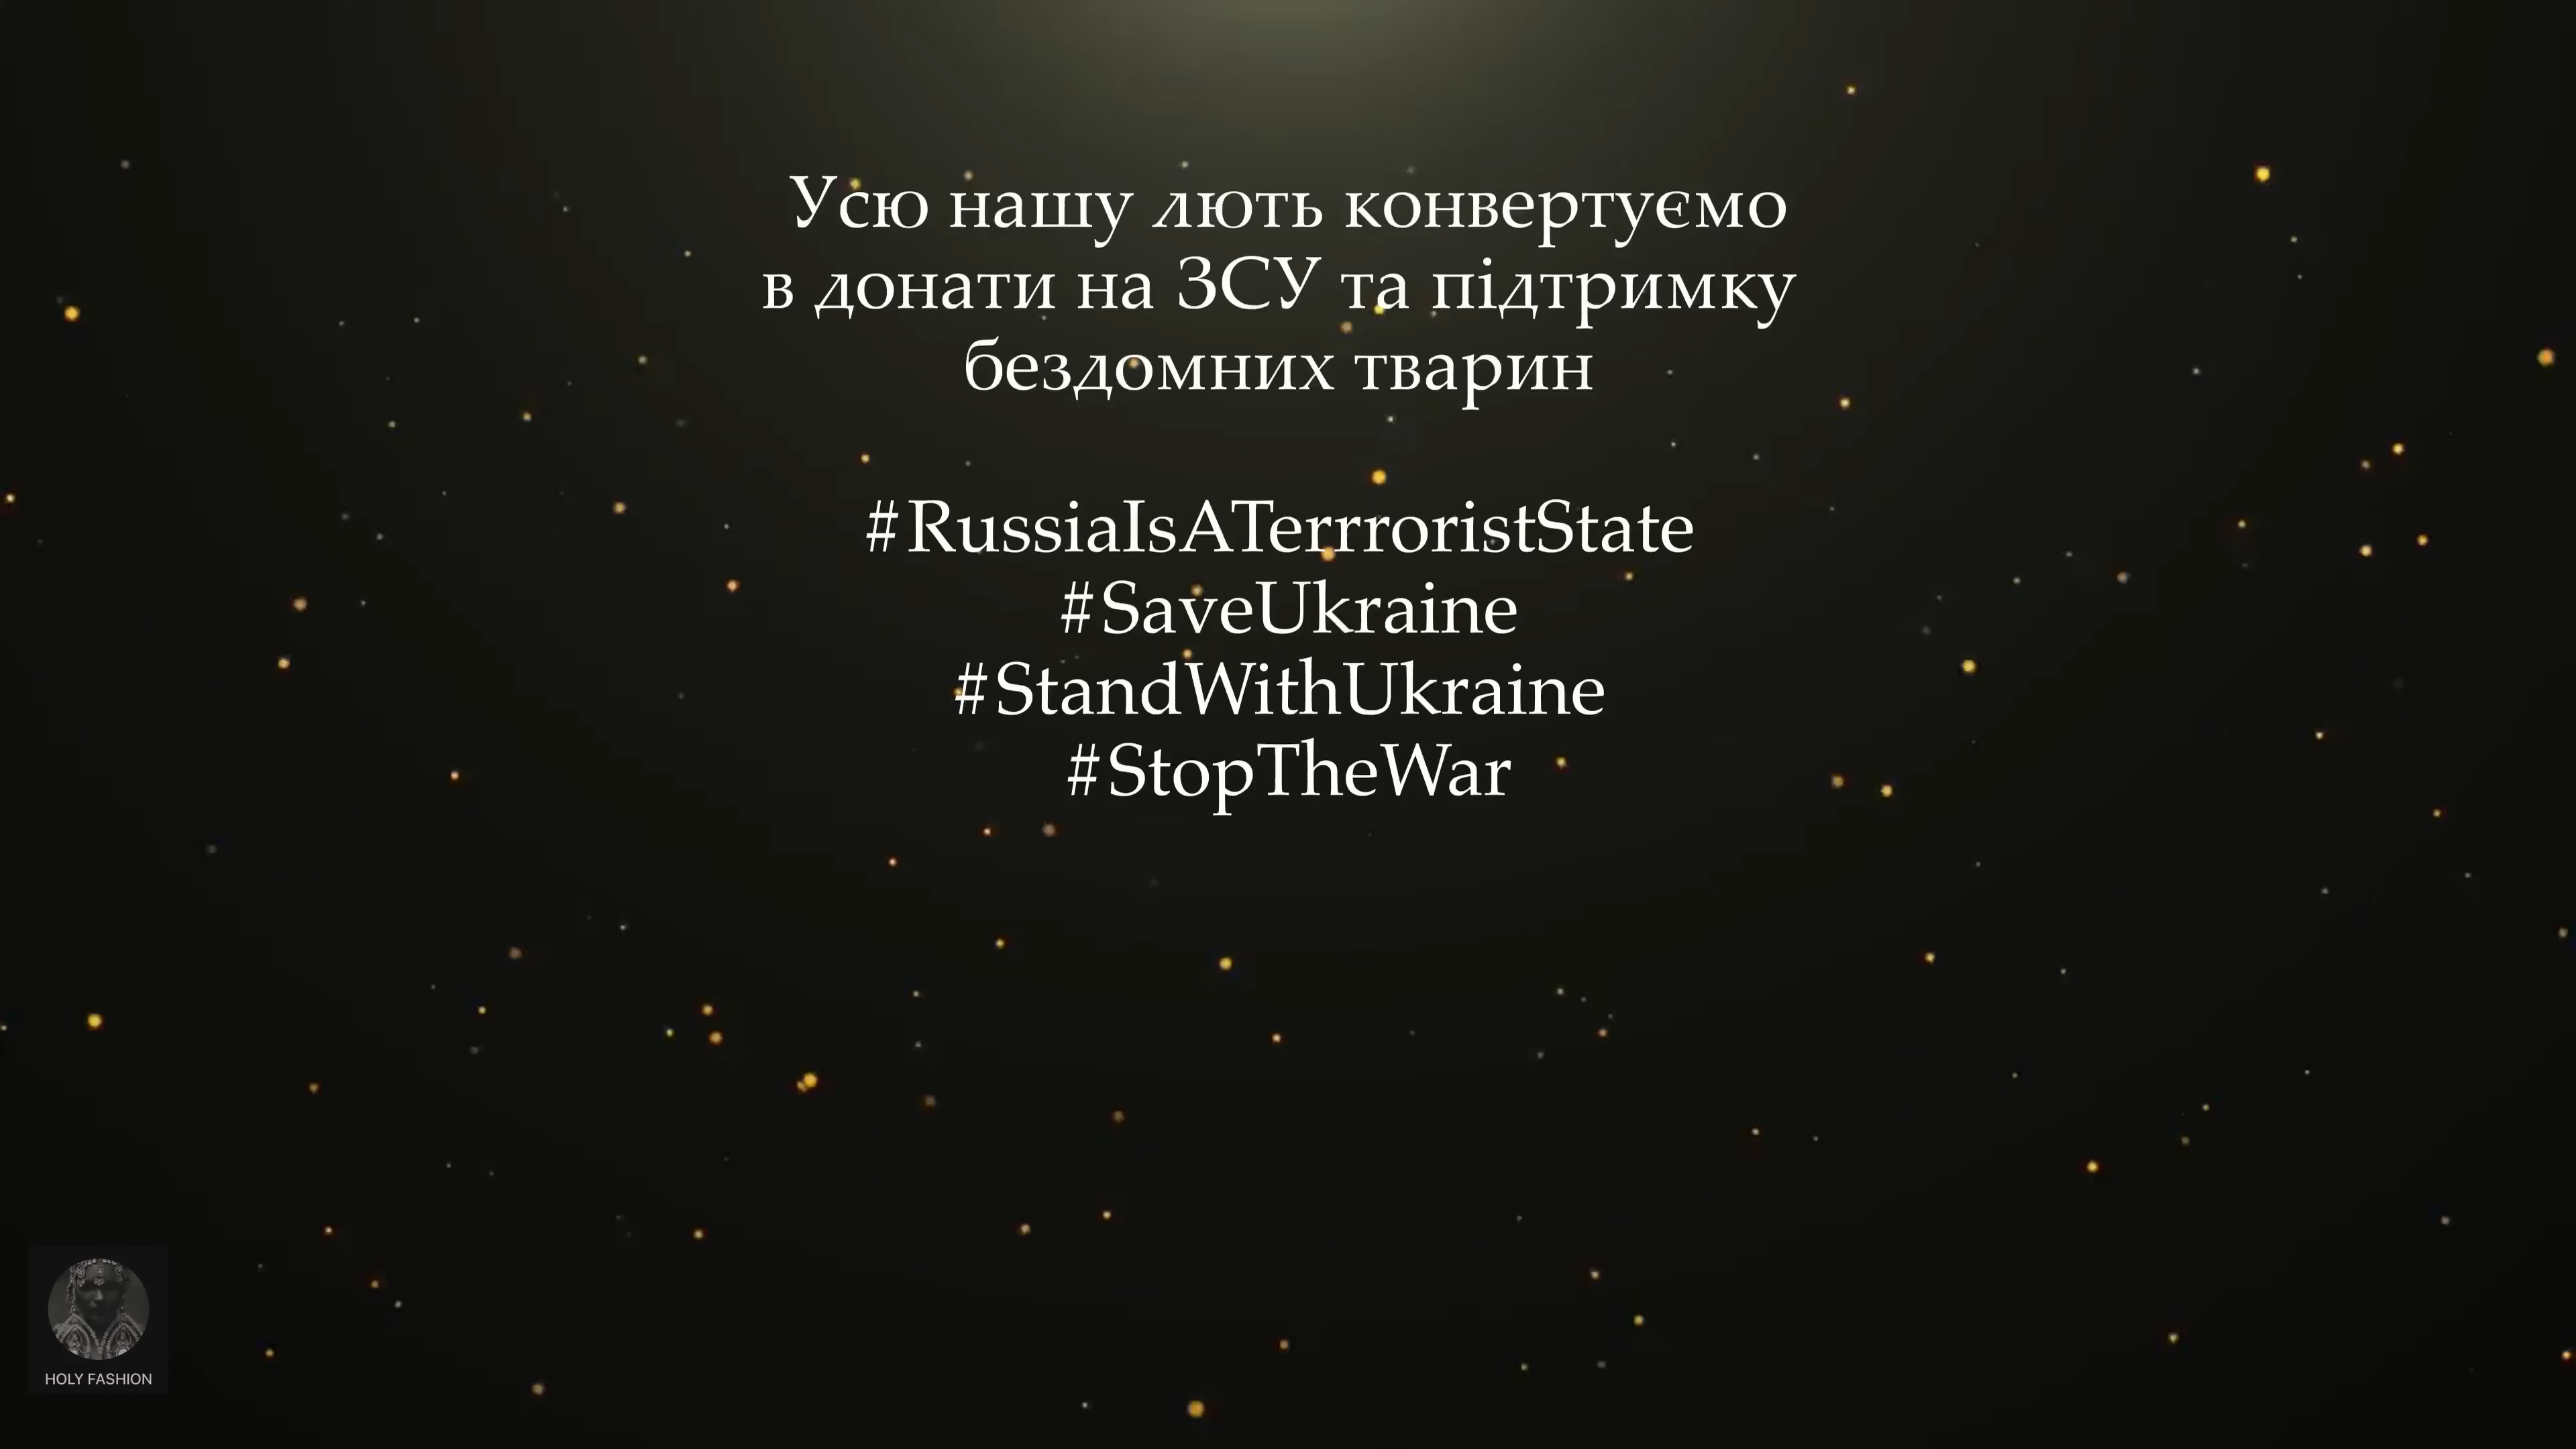 Усю нашу лють конвертуємо
в донати на ЗСУ та підтримку
бездомних тварин
#RussiaIsATerrroristState
#SaveUkraine
#StandWithUkraine
#StopTheWar
HOLY FASHION